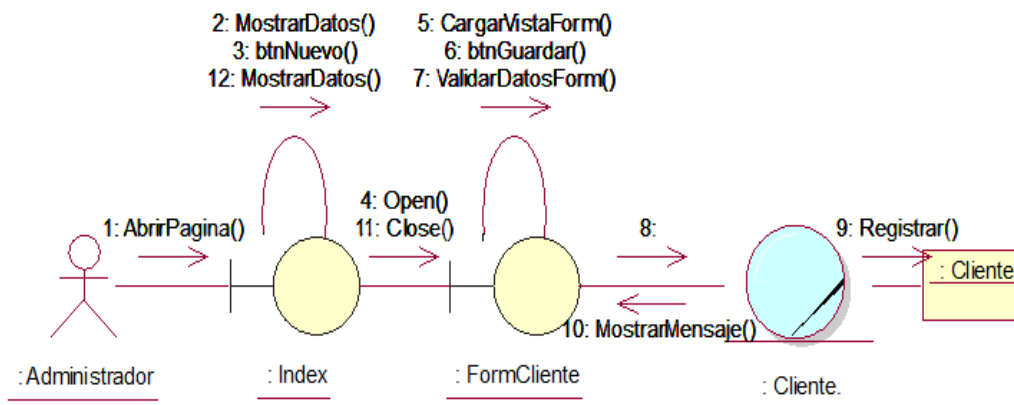 2: MostrarDatos()
3: btnNuevo()
12: MostrarDatos()
5: CargarVistaForm()
6: btnGuardar()
7: ValidarDatosForm()
1: AbrirPagina()
4: Open()
11: Close()
8:
9: Registrar()
: Cliente
10: MostrarMensaje()
: Administrador
: Index
: FormCliente
: Cliente.